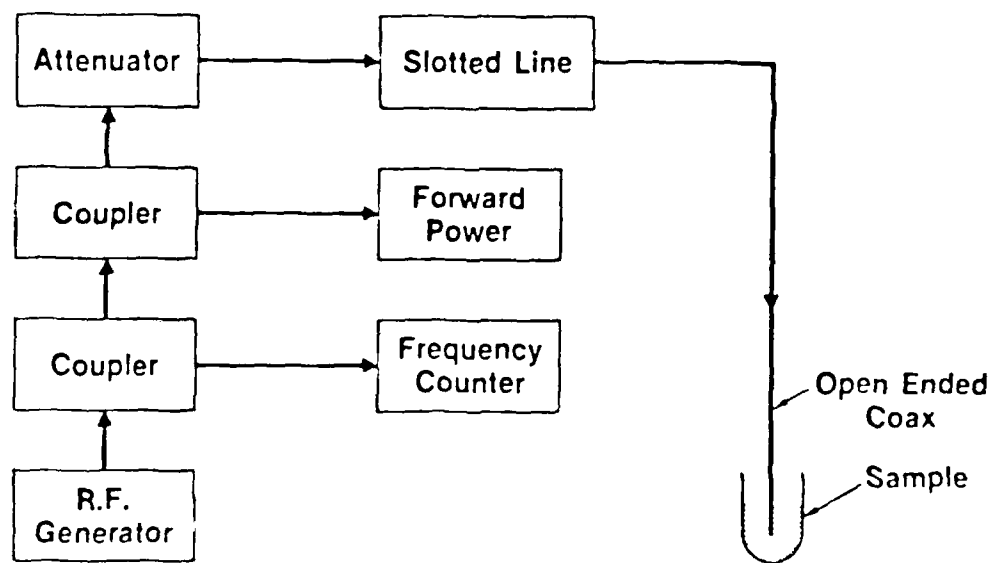 Attenuator
Slotted Line
Coupler
Forward
Power
Coupler
Frequency
Counter
Open Ended
Coax
R.F.
Generator
Sample